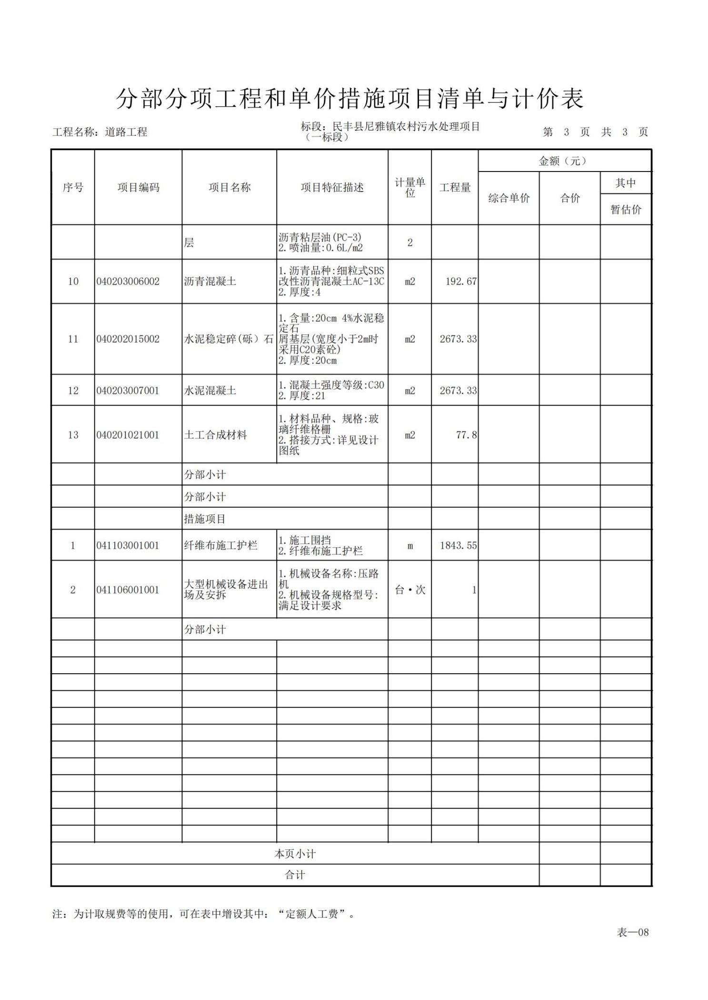 分部分项工程和单价措施项目清单与计价表
工程名称：道路工程
标段：民丰县尼雅镇农村污水处理项目
（一标段）
第 3 页 共 3 页
序号
项目编码
项目名称
项目特征描述
计量单
位
工程量
金额（元）
综合单价
合价
其中
暂估价
层
沥青粘层油(PC-3)
2.喷油量:0.6L/m2
2
10
040203006002
沥青混凝土
1.沥青品种:细粒式SBS
改性沥青混凝土AC-13C
2.厚度:4
m2
192.67
11
040202015002
水泥稳定碎(砾）石
1.含量:20cm 4%水泥稳
定石
屑基层(宽度小于2m时
采用C20素砼)
2.厚度:20cm
m2
2673.33
12
040203007001
水泥混凝土
1.混凝土强度等级:C30
2.厚度:21
m2
2673.33
13
040201021001
土工合成材料
1.材料品种、规格:玻
璃纤维格栅
2.搭接方式:详见设计
图纸
m2
77.8
分部小计
分部小计
措施项目
1
041103001001
纤维布施工护栏
1.施工围挡
2.纤维布施工护栏
m
1843.55
2
041106001001
大型机械设备进出
场及安拆
1.机械设备名称:压路
机
2.机械设备规格型号:
满足设计要求
台·次
1
分部小计
本页小计
合计
注：为计取规费等的使用，可在表中增设其中：“定额人工费”。
表—08